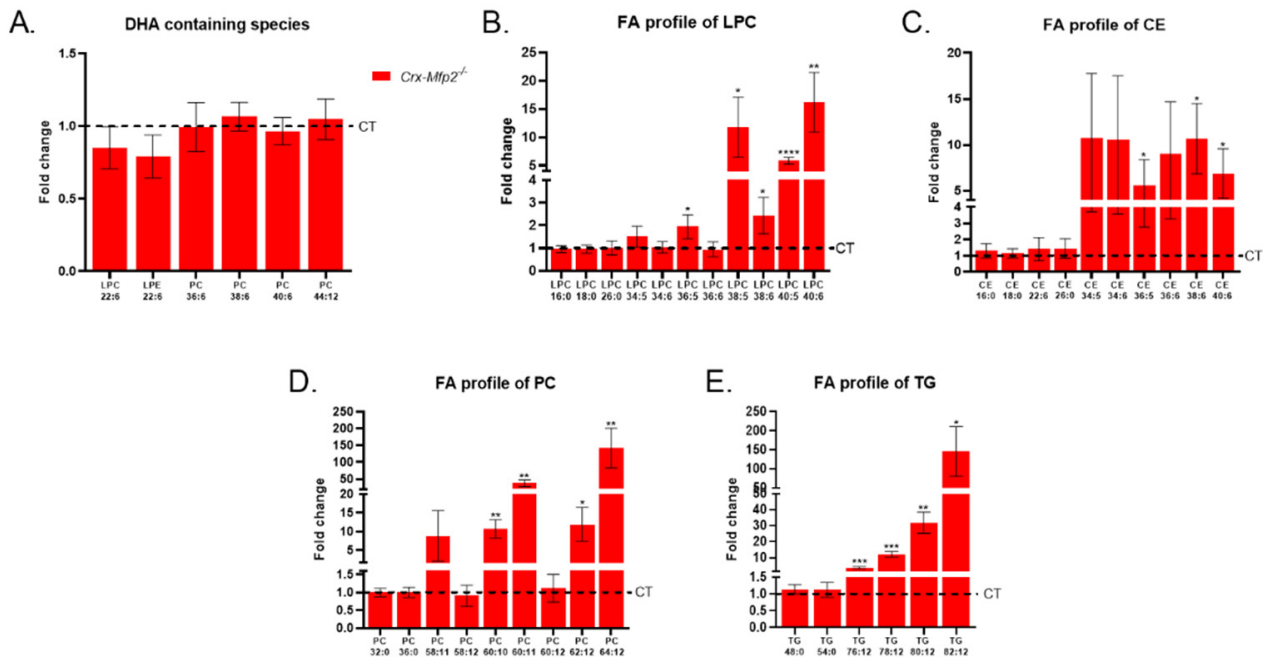 A.
DHA containing species
Fold change
1.5
1.0
0.5
0.0
CT
LPC LPE PC PC PC PC
22:6 22:6 36:6 38:6 40:6 44:12
Crx-Mfp2-/-
B.
FA profile of LPC
Fold change
25
20
15
10
5
4
3
2
1
0
* **** * * **
CT
LPC LPC LPC LPC LPC LPC LPC LPC LPC LPC LPC
16:0 18:0 26:0 34:5 34:6 36:5 36:6 38:5 38:6 40:5 40:6
C.
FA profile of CE
Fold change
20
15
10
5
4
3
2
1
0
* * *
CT
CE CE CE CE CE CE CE CE CE CE
16:0 18:0 22:6 26:0 34:5 34:6 36:5 36:6 38:6 40:6
D.
FA profile of PC
Fold change
250
200
150
100
50
20
15
10
5
1.5
1.0
0.5
0.0
** ** * **
CT
PC PC PC PC PC PC PC PC PC
32:0 36:0 58:11 58:12 60:10 60:11 60:12 62:12 64:12
E.
FA profile of TG
Fold change
250
200
150
100
50
50
40
30
20
10
1.5
1.0
0.5
0.0
*** *** ** *
CT
TG TG TG TG TG TG
48:0 54:0 76:12 78:12 80:12 82:12